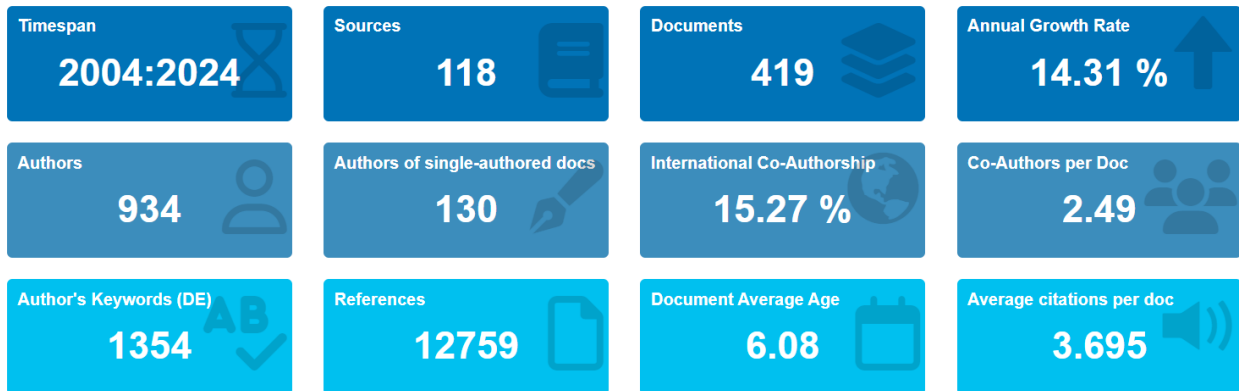 Timespan
2004:2024
Sources
118
Documents
419
Annual Growth Rate
14.31 %
Authors
934
Authors of single-authored docs
130
International Co-Authorship
15.27 %
Co-Authors per Doc
2.49
Author's Keywords (DE)
1354
AB
References
12759
Document Average Age
6.08
Average citations per doc
3.695